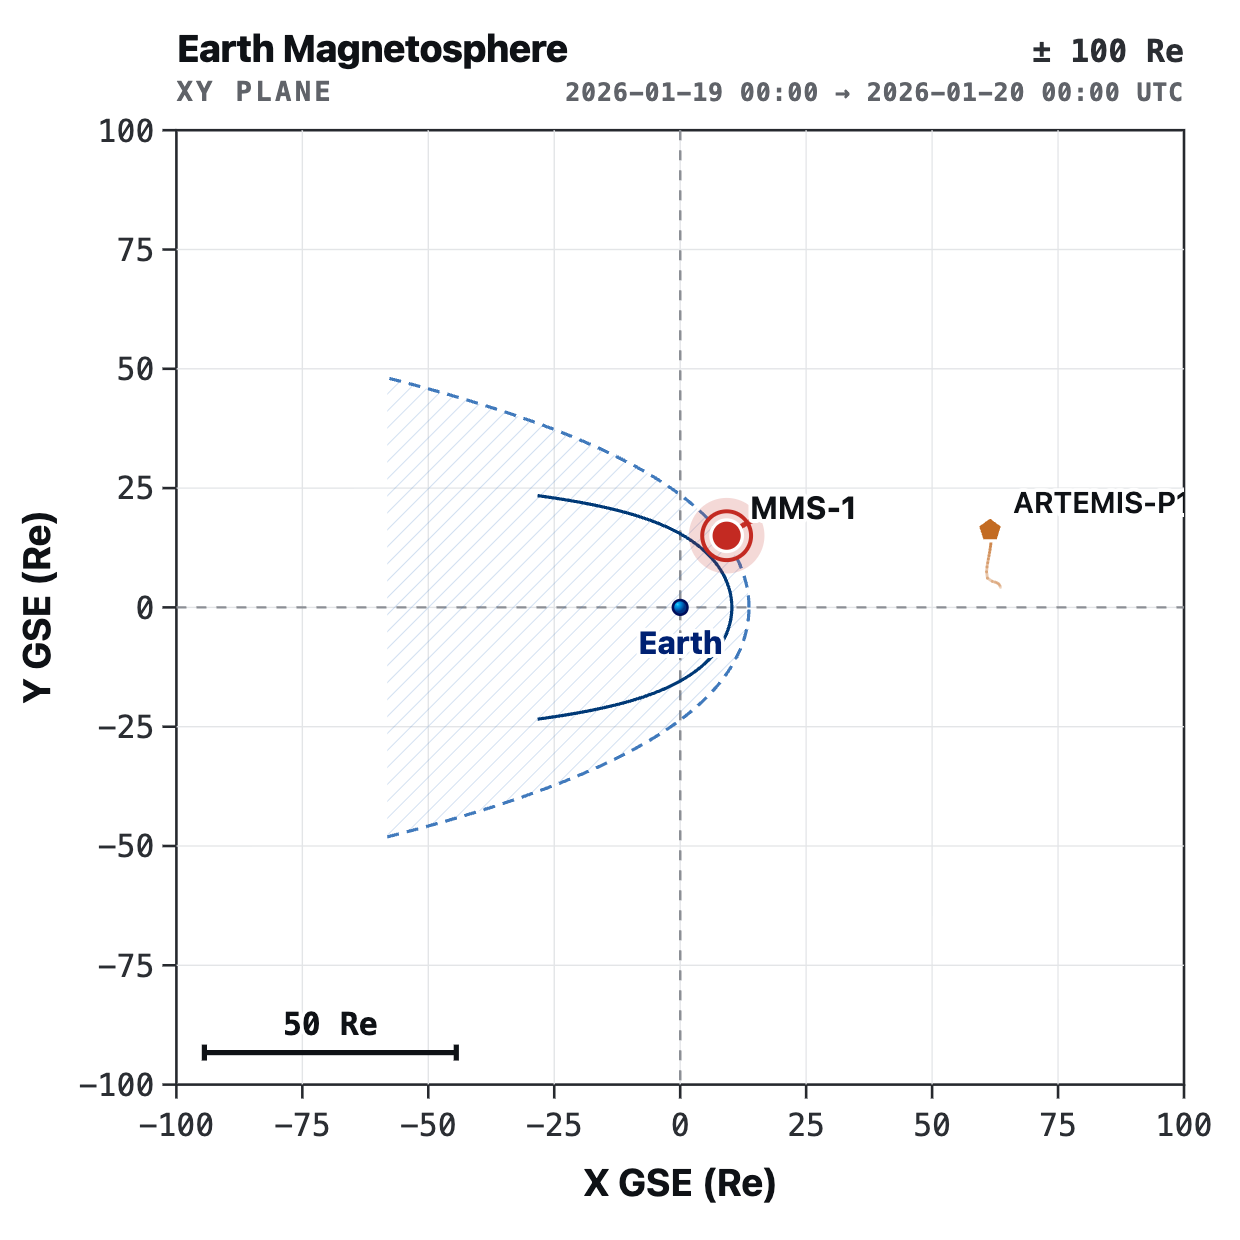 Earth Magnetosphere
± 100 Re
XY PLANE
2026−01−19 00:00 → 2026−01−20 00:00 UTC
100
75
50
25
0
−25
−50
−75
−100
Y GSE (Re)
MMS-1
ARTEMIS-P1
Earth
50 Re
−100
−75
−50
−25
0
25
50
75
100
X GSE (Re)